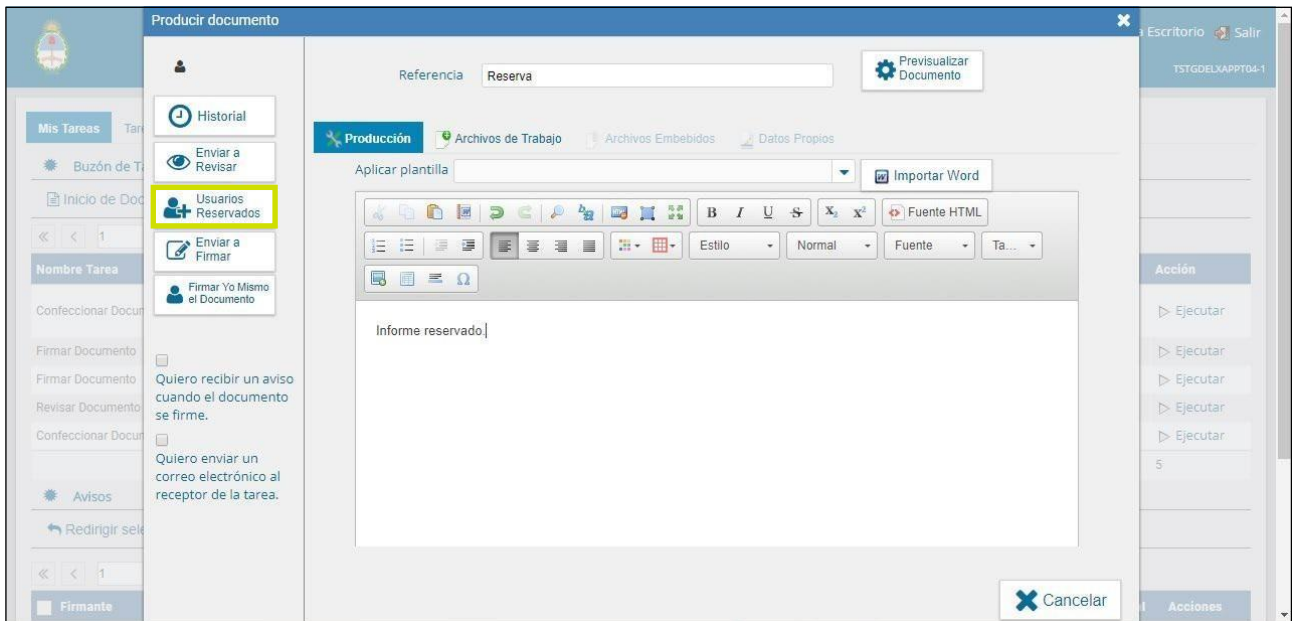 Producir documento
a Escritorio Salir
TSTGDELXAPPT04-1
Referencia Reserva
Previsualizar
Documento
Mis Tareas
Historial
Producción Archivos de Trabajo Archivos Embebidos Datos Propios
Buzón de
Enviar a
Revisar
Aplicar plantilla
Importar Word
Inicio de
Usuarios
Reservados
B I U S X₂ X² Fuente HTML
1
Enviar a
Firmar
Estilo Normal Fuente Ta...
Nombre Tarea
Acción
Firmar Yo Mismo
el Documento
Ω
Confeccionar
Ejecutar
Informe reservado.
Firmar Documento
Ejecutar
Quiero recibir un aviso
cuando el documento
se firme.
Firmar Documento
Ejecutar
Revisar Documento
Ejecutar
Confeccionar
Ejecutar
Quiero enviar un
correo electrónico al
receptor de la tarea.
5
Avisos
Redirigir
1
Cancelar
Firmante
Acciones